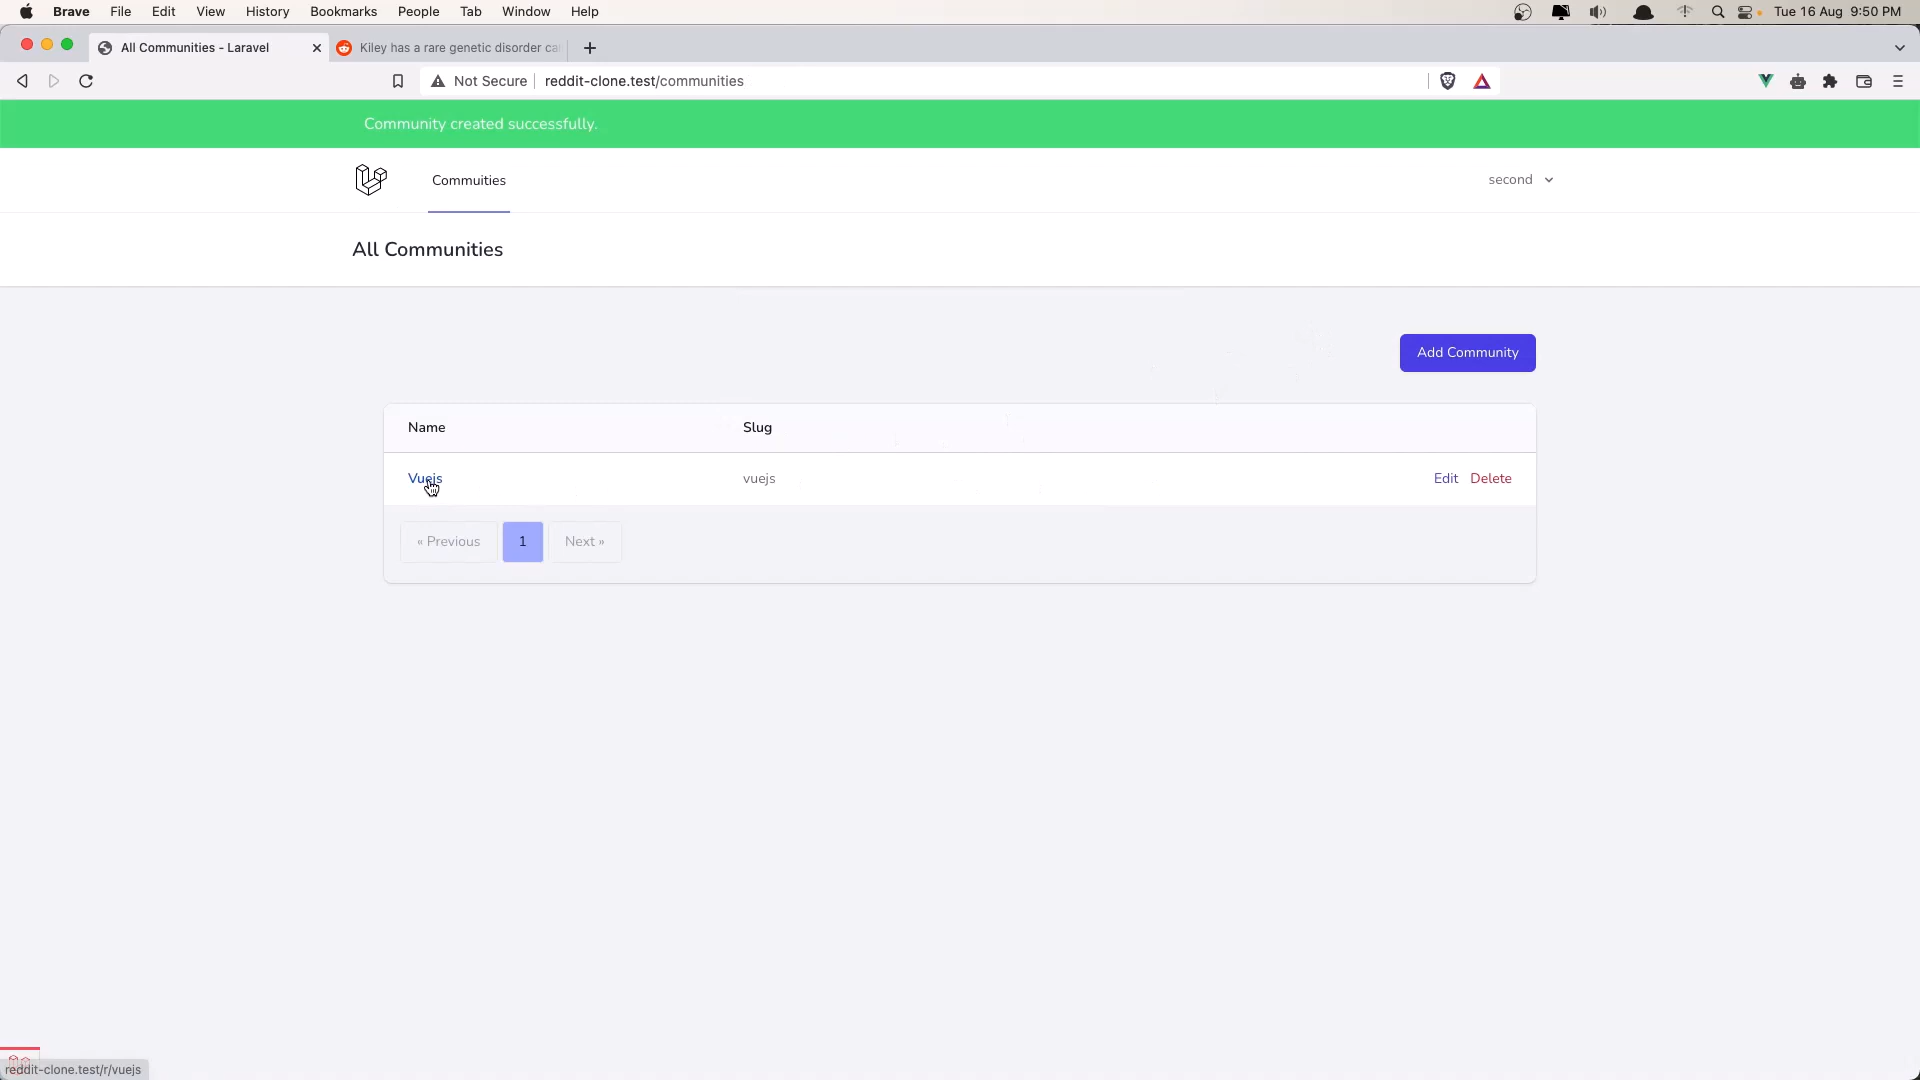 Brave File Edit View History Bookmarks People Tab Window Help Tue 16 Aug 9:50 PM
All Communities - Laravel Kiley has a rare genetic disorder ca
Not Secure reddit-clone.test/communities
Community created successfully.
Commuities second
All Communities
Add Community
Name Slug
Vuejs vuejs Edit Delete
« Previous 1 Next »
reddit-clone.test/r/vuejs